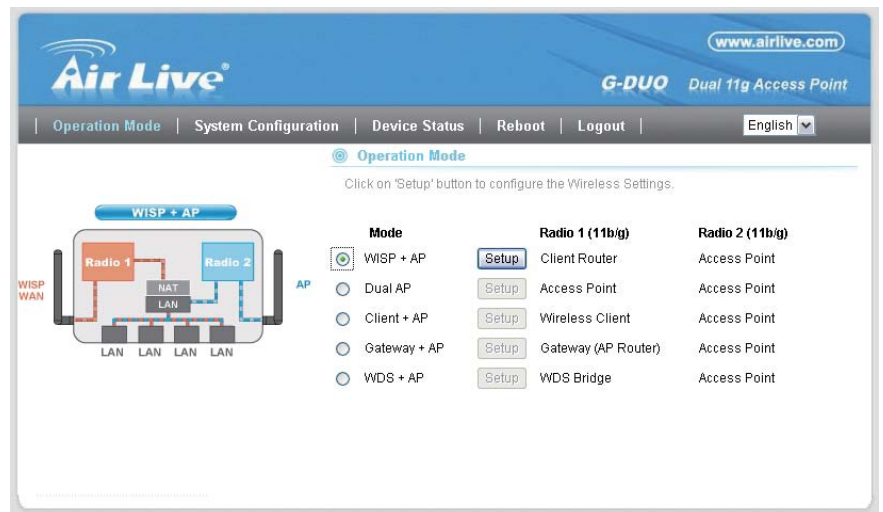 www.airlive.com
Air Live®
G-DUO Dual 11g Access Point
| Operation Mode | System Configuration | Device Status | Reboot | Logout | English
Operation Mode
Click on 'Setup' button to configure the Wireless Settings.
WISP + AP
Radio 1
Radio 2
NAT
LAN
WISP
WAN
AP
LAN LAN LAN LAN
Mode Radio 1 (11b/g) Radio 2 (11b/g)
WISP + AP Setup Client Router Access Point
Dual AP Setup Access Point Access Point
Client + AP Setup Wireless Client Access Point
Gateway + AP Setup Gateway (AP Router) Access Point
WDS + AP Setup WDS Bridge Access Point